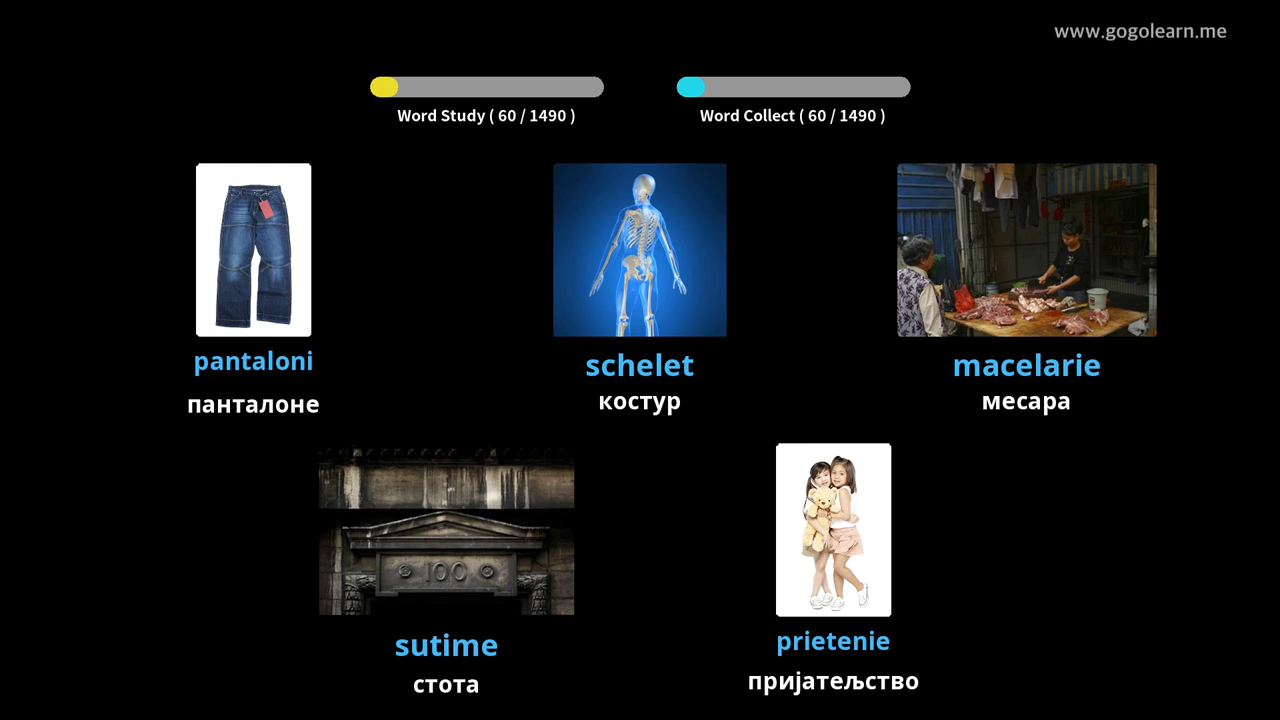 www.gogolearn.me
Word Study ( 60 / 1490 )
Word Collect ( 60 / 1490 )
pantaloni
панталоне
schelet
костур
macelarie
месара
100
sutime
стота
prietenie
пријатељство